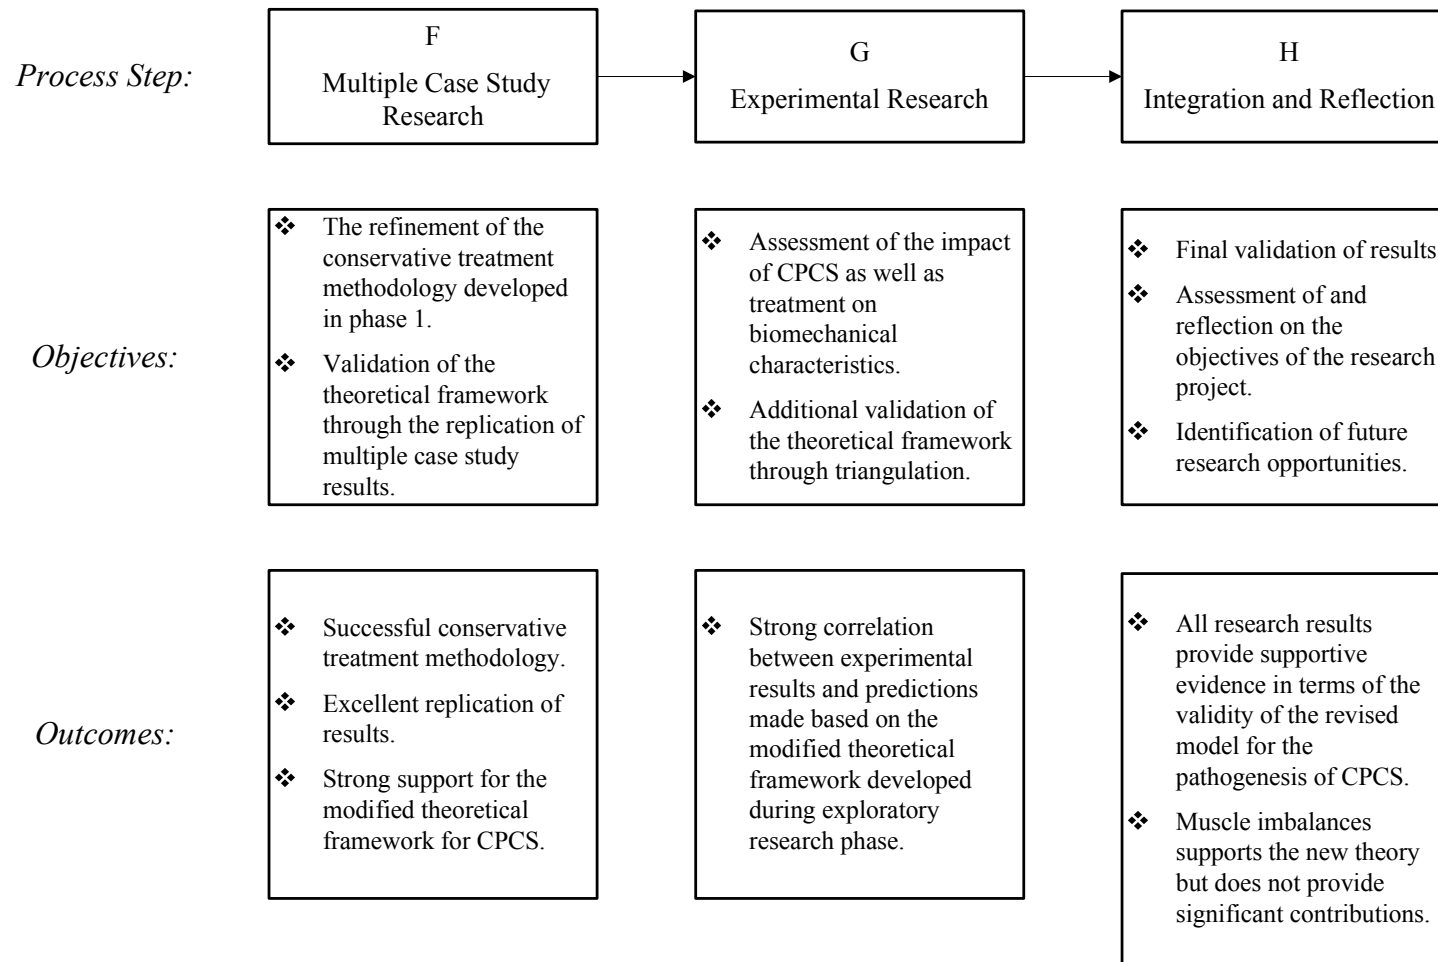 Process Step:
F
Multiple Case Study
Research
G
Experimental Research
H
Integration and Reflection
Objectives:
❖ The refinement of the
conservative treatment
methodology developed
in phase 1.
❖ Validation of the
theoretical framework
through the replication of
multiple case study
results.
❖ Assessment of the impact
of CPCS as well as
treatment on
biomechanical
characteristics.
❖ Additional validation of
the theoretical framework
through triangulation.
❖ Final validation of results
❖ Assessment of and
reflection on the
objectives of the research
project.
❖ Identification of future
research opportunities.
Outcomes:
❖ Successful conservative
treatment methodology.
❖ Excellent replication of
results.
❖ Strong support for the
modified theoretical
framework for CPCS.
❖ Strong correlation
between experimental
results and predictions
made based on the
modified theoretical
framework developed
during exploratory
research phase.
❖ All research results
provide supportive
evidence in terms of the
validity of the revised
model for the
pathogenesis of CPCS.
❖ Muscle imbalances
supports the new theory
but does not provide
significant contributions.